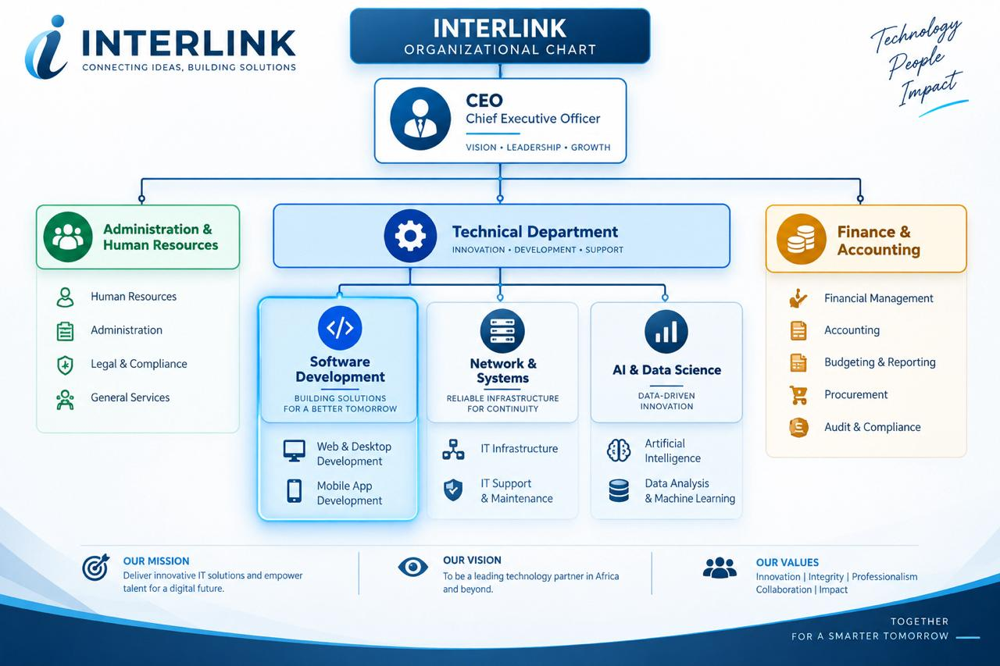 INTERLINK
CONNECTING IDEAS, BUILDING SOLUTIONS
INTERLINK
ORGANIZATIONAL CHART
Technology
People
Impact
CEO
Chief Executive Officer
VISION • LEADERSHIP • GROWTH
Administration &
Human Resources
Human Resources
Administration
Legal & Compliance
General Services
Technical Department
INNOVATION • DEVELOPMENT • SUPPORT
Software
Development
BUILDING SOLUTIONS
FOR A BETTER TOMORROW
Web & Desktop
Development
Mobile App
Development
Network &
Systems
RELIABLE INFRASTRUCTURE
FOR CONTINUITY
IT Infrastructure
IT Support
& Maintenance
AI & Data Science
DATA-DRIVEN
INNOVATION
Artificial
Intelligence
Data Analysis
& Machine Learning
Finance &
Accounting
Financial Management
Accounting
Budgeting & Reporting
Procurement
Audit & Compliance
OUR MISSION
Deliver innovative IT solutions and empower
talent for a digital future.
OUR VISION
To be a leading technology partner in Africa
and beyond.
OUR VALUES
Innovation | Integrity | Professionalism
Collaboration | Impact
TOGETHER
FOR A SMARTER TOMORROW